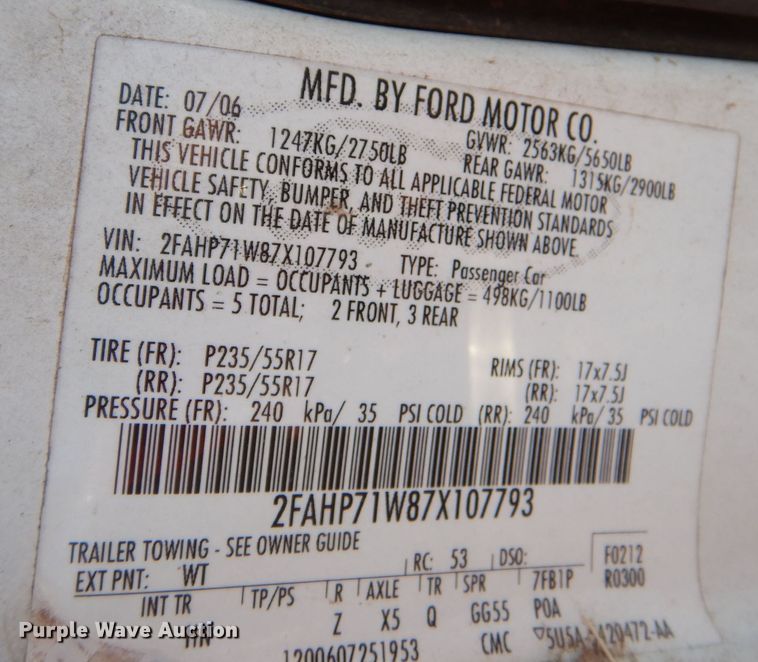 MFD. BY FORD MOTOR CO.
DATE: 07/06 GVWR: 2563KG/5650LB
FRONT GAWR: 1247KG/2750LB REAR GAWR: 1315KG/2900LB
THIS VEHICLE CONFORMS TO ALL APPLICABLE FEDERAL MOTOR
VEHICLE SAFETY, BUMPER, AND THEFT PREVENTION STANDARDS
IN EFFECT ON THE DATE OF MANUFACTURE SHOWN ABOVE
VIN: 2FAHP71W87X107793 TYPE: Passenger Car
MAXIMUM LOAD = OCCUPANTS + LUGGAGE = 498KG/1100LB
OCCUPANTS = 5 TOTAL; 2 FRONT, 3 REAR
TIRE (FR): P235/55R17 RIMS (FR): 17x7.5J
(RR): P235/55R17 (RR): 17x7.5J
PRESSURE (FR): 240 kPa/ 35 PSI COLD (RR): 240 kPa/ 35 PSI COLD
2FAHP71W87X107793
TRAILER TOWING - SEE OWNER GUIDE
EXT PNT: WT RC: 53 DSO: F0212
INT TR TP/PS R AXLE TR SPR 7FB1P R0300
Z X5 Q GG55 POA
1200607251953 CMC
Purple Wave Auction